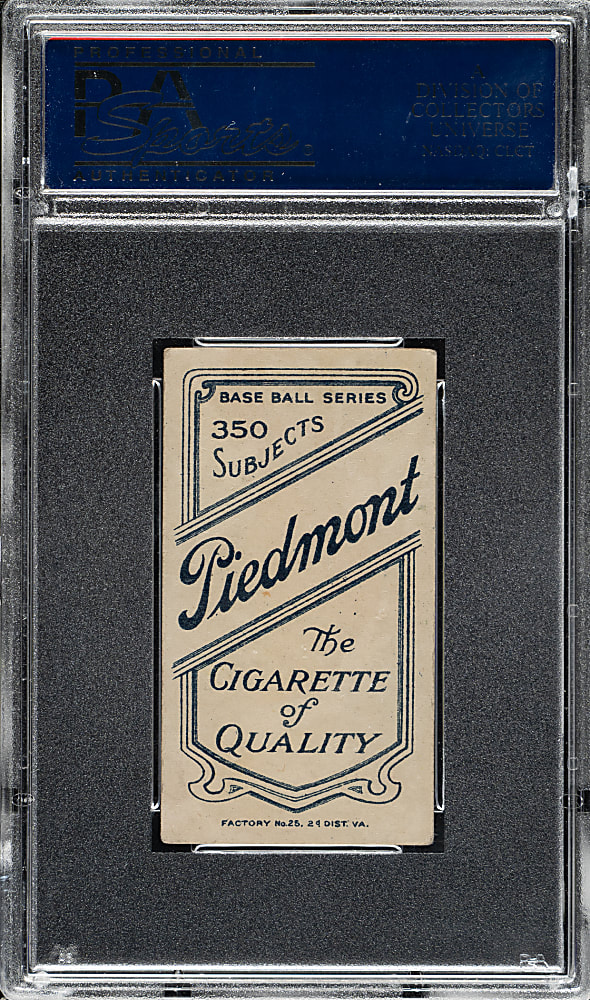 PROFESSIONAL
PSA
Sports
AUTHENTICATOR
A
DIVISION OF
COLLECTORS
UNIVERSE
BASE BALL SERIES
350
SUBJECTS
Piedmont
The
CIGARETTE
of
QUALITY
FACTORY No. 25, 2d DIST. VA.